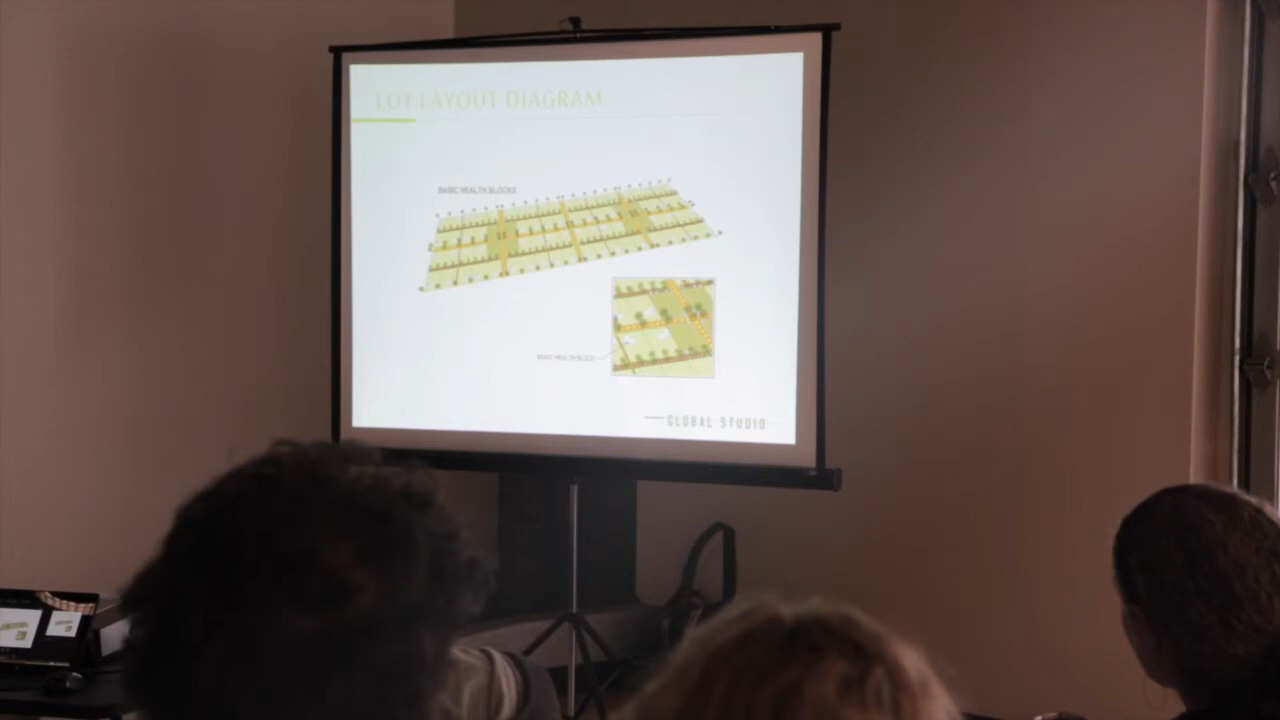 LOT LAYOUT DIAGRAM
BASIC HEALTH BLOCKS
BASIC HEALTH BLOCK
GLOBAL STUDIO